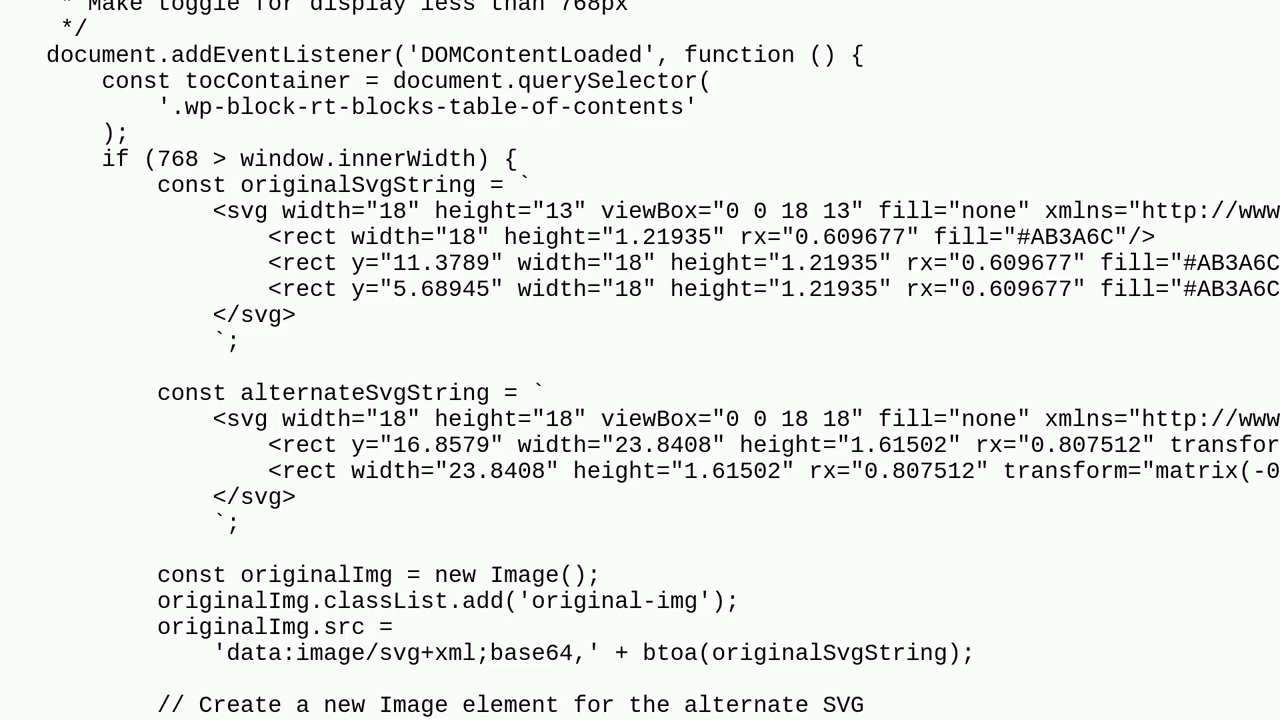 * Make toggle for display less than 768px
*/
document.addEventListener('DOMContentLoaded', function () {
const tocContainer = document.querySelector(
'.wp-block-rt-blocks-table-of-contents'
);
if (768 > window.innerWidth) {
const originalSvgString = `
<svg width="18" height="13" viewBox="0 0 18 13" fill="none" xmlns="http://www
<rect width="18" height="1.21935" rx="0.609677" fill="#AB3A6C"/>
<rect y="11.3789" width="18" height="1.21935" rx="0.609677" fill="#AB3A6C
<rect y="5.68945" width="18" height="1.21935" rx="0.609677" fill="#AB3A6C
</svg>
`;
const alternateSvgString = `
<svg width="18" height="18" viewBox="0 0 18 18" fill="none" xmlns="http://www
<rect y="16.8579" width="23.8408" height="1.61502" rx="0.807512" transfor
<rect width="23.8408" height="1.61502" rx="0.807512" transform="matrix(-0
</svg>
`;
const originalImg = new Image();
originalImg.classList.add('original-img');
originalImg.src =
'data:image/svg+xml;base64,' + btoa(originalSvgString);
// Create a new Image element for the alternate SVG